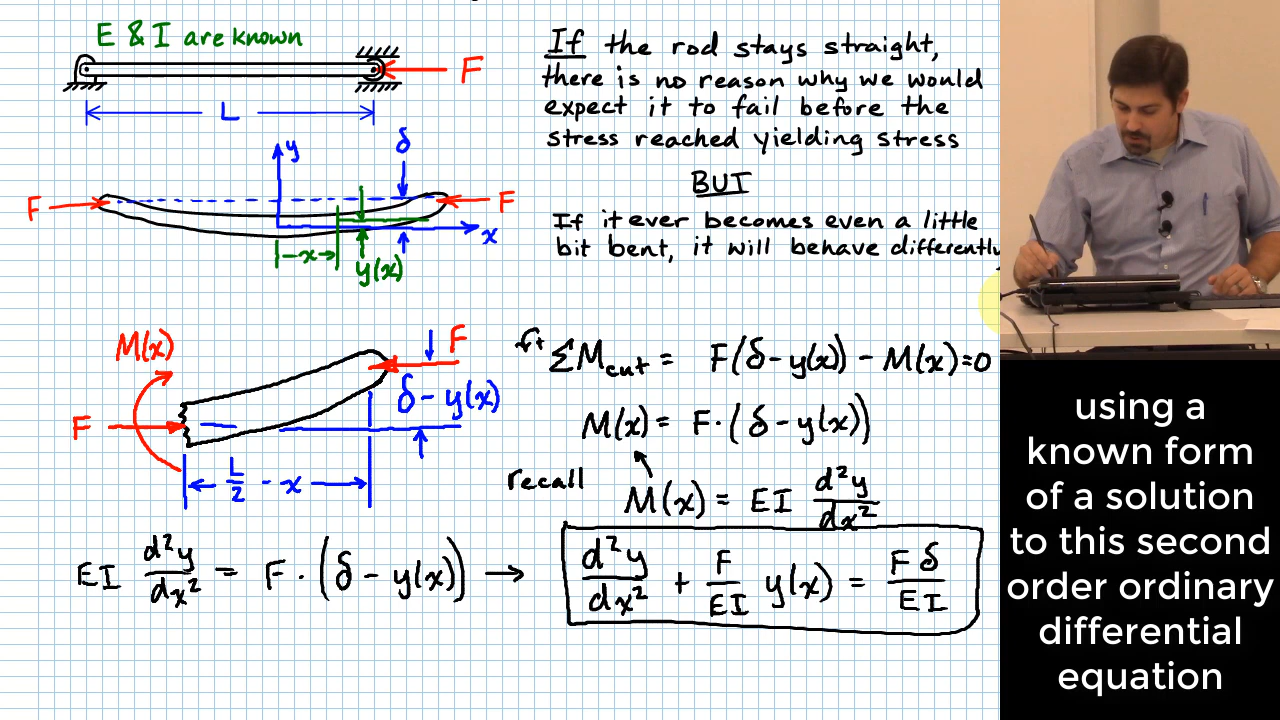 E & I are known
F
L
If the rod stays straight,
there is no reason why we would
expect it to fail before the
stress reached yielding stress
BUT
If it ever becomes even a little
bit bent, it will behave differently
y
δ
F
F
x
x
y(x)
M(x)
F
F
δ - y(x)
L/2 - x
ΣM_cut = F(δ - y(x)) - M(x) = 0
M(x) = F · (δ - y(x))
recall
M(x) = EI d²y/dx²
EI d²y/dx² = F · (δ - y(x)) →
d²y/dx² + F/EI y(x) = Fδ/EI
using a
known form
of a solution
to this second
order ordinary
differential
equation